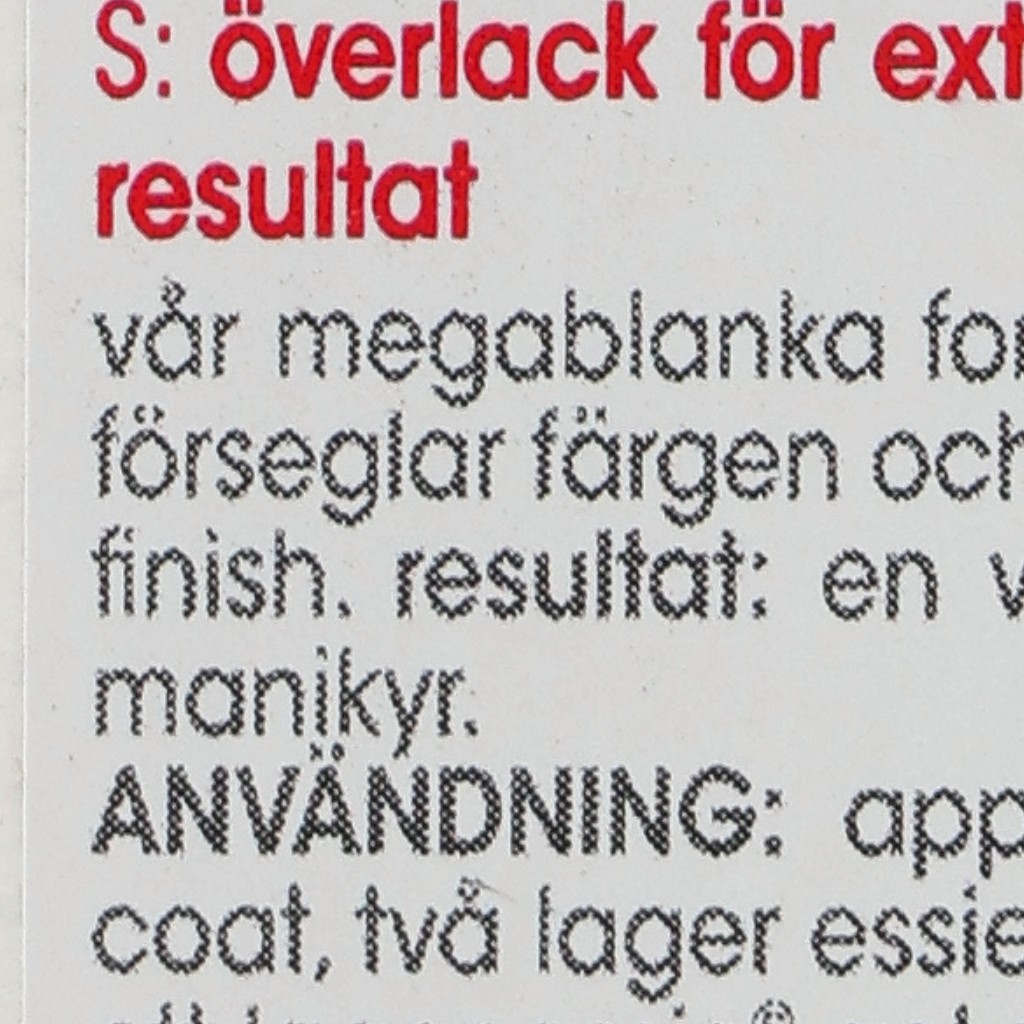 S: överlack för ext
resultat
vår megablanka for
förseglar färgen och
finish. resultat: en v
manikyr.
ANVÄNDNING: app
coat, två lager essie